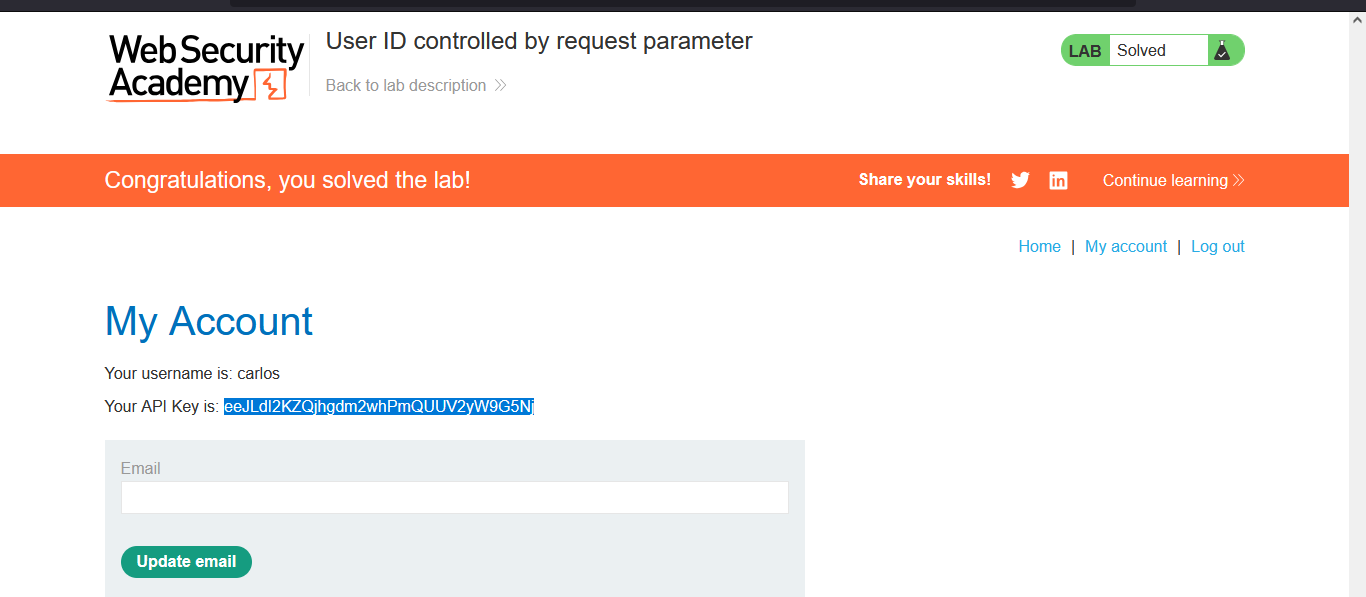 Web Security Academy
User ID controlled by request parameter
Back to lab description
LAB Solved
Congratulations, you solved the lab!
Share your skills!
Continue learning
Home | My account | Log out
My Account
Your username is: carlos
Your API Key is: eeJLdI2KZQjhgdm2whPmQUUV2yW9G5Nj
Email
Update email